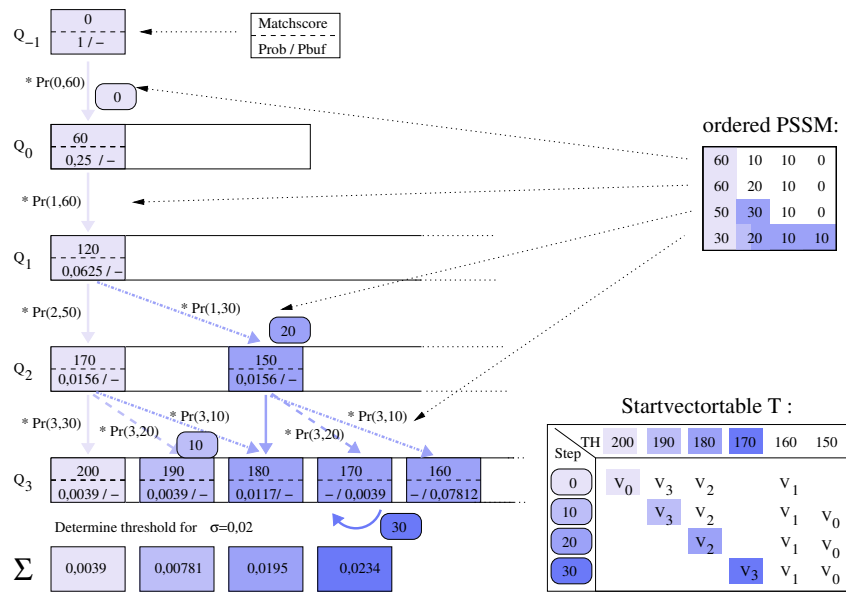 0
Q-1
1 / –
Matchscore
Prob / Pbuf
* Pr(0,60)
0
60
Q0
0,25 / –
* Pr(1,60)
120
Q1
0,0625 / –
* Pr(2,50)
* Pr(1,30)
20
170
150
Q2
0,0156 / –
0,0156 / –
* Pr(3,30)
* Pr(3,20)
* Pr(3,10)
* Pr(3,20)
* Pr(3,10)
10
200
190
180
170
160
Q3
0,0039 / –
0,0039 / –
0,0117/ –
– / 0,0039
– / 0,07812
Determine threshold for σ=0,02
30
Σ
0,0039
0,00781
0,0195
0,0234
ordered PSSM:
60 10 10 0
60 20 10 0
50 30 10 0
30 20 10 10
Startvectortable T :
TH 200 190 180 170 160 150
Step
0 V0 V3 V2 V1
10 V3 V2 V1 V0
20 V2 V1 V0
30 V3 V1 V0